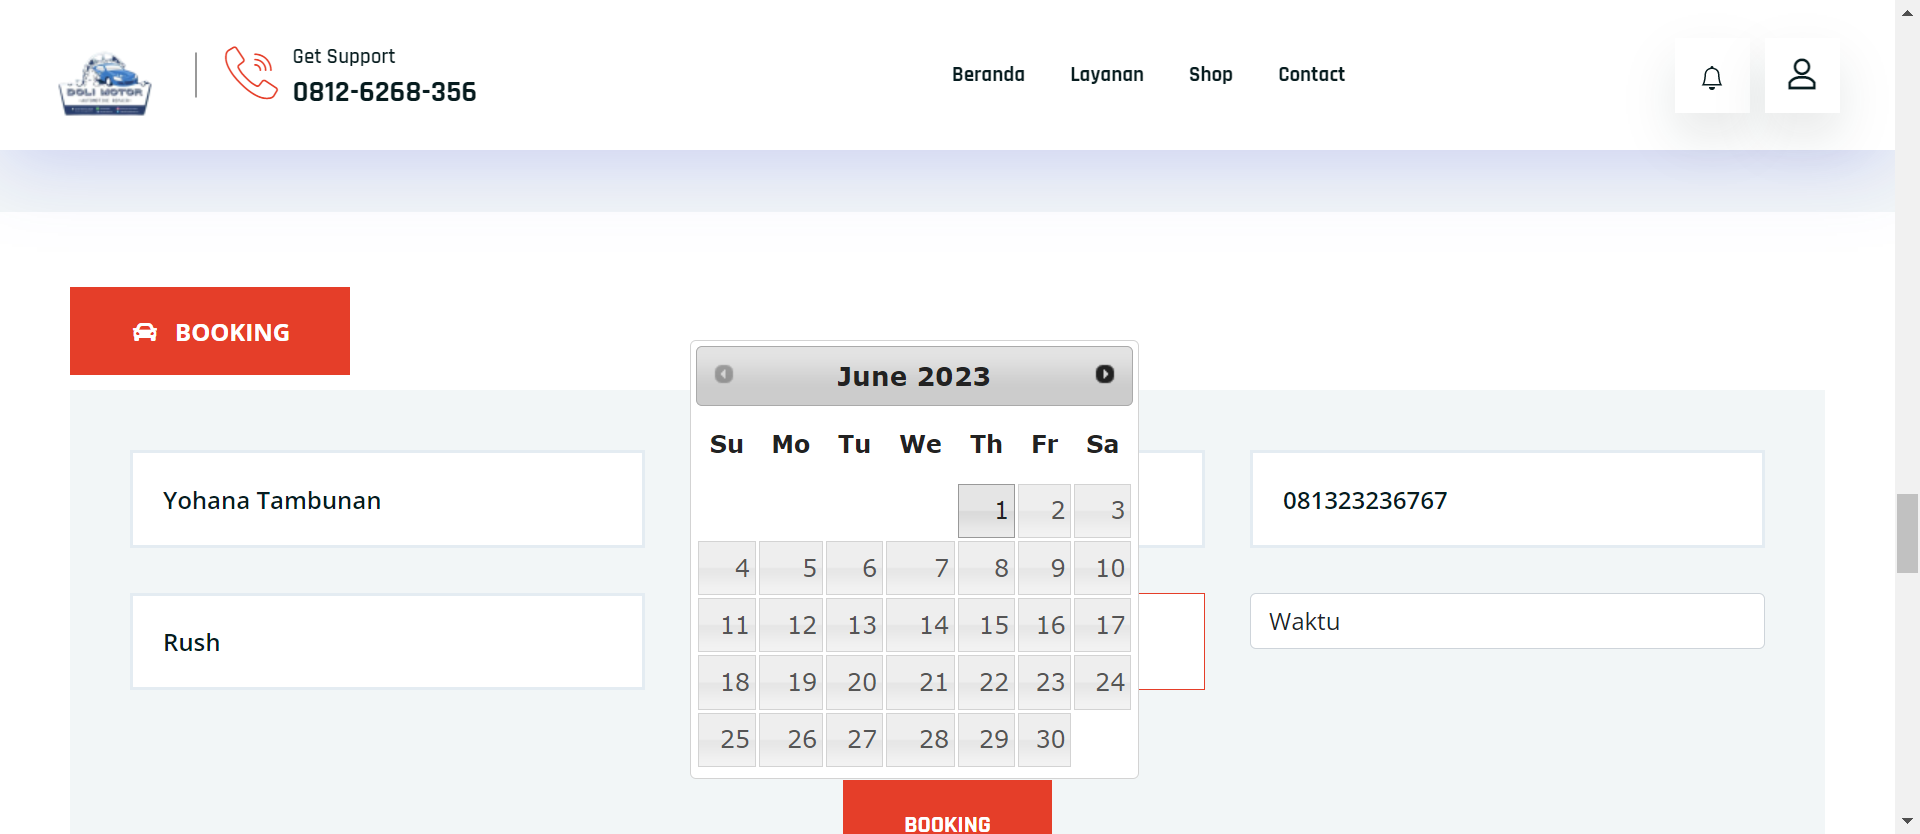 DOLI MOTOR
Get Support
0812-6268-356
Beranda Layanan Shop Contact
BOOKING
June 2023
Su Mo Tu We Th Fr Sa
1 2 3
4 5 6 7 8 9 10
11 12 13 14 15 16 17
18 19 20 21 22 23 24
25 26 27 28 29 30
Yohana Tambunan
081323236767
Rush
Waktu
BOOKING